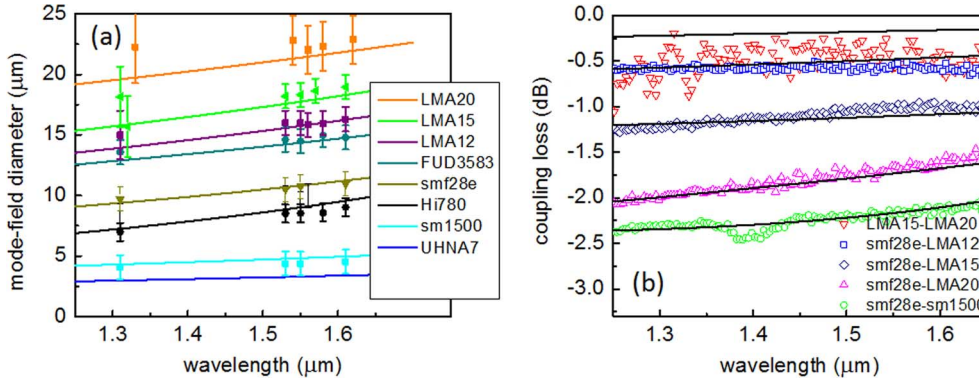 (a)
25
20
15
10
5
0
mode-field diameter (μm)
1.3
1.4
1.5
1.6
wavelength (μm)
LMA20
LMA15
LMA12
FUD3583
smf28e
Hi780
sm1500
UHNA7
0.0
-0.5
-1.0
-1.5
-2.0
-2.5
-3.0
coupling loss (dB)
(b)
LMA15-LMA20
smf28e-LMA12
smf28e-LMA15
smf28e-LMA20
smf28e-sm1500
1.3
1.4
1.5
1.6
wavelength (μm)